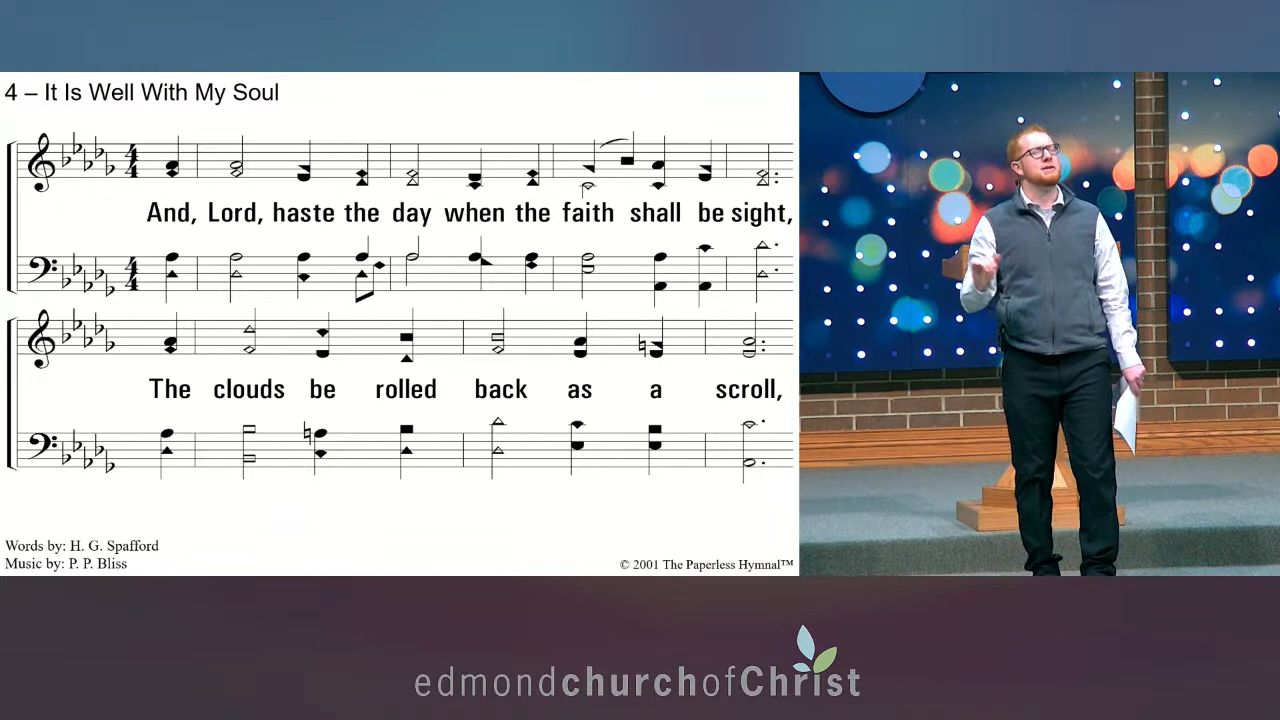 4 – It Is Well With My Soul
And, Lord, haste the day when the faith shall be sight,
The clouds be rolled back as a scroll,
Words by: H. G. Spafford
Music by: P. P. Bliss
© 2001 The Paperless Hymnal™
edmondchurchofChrist